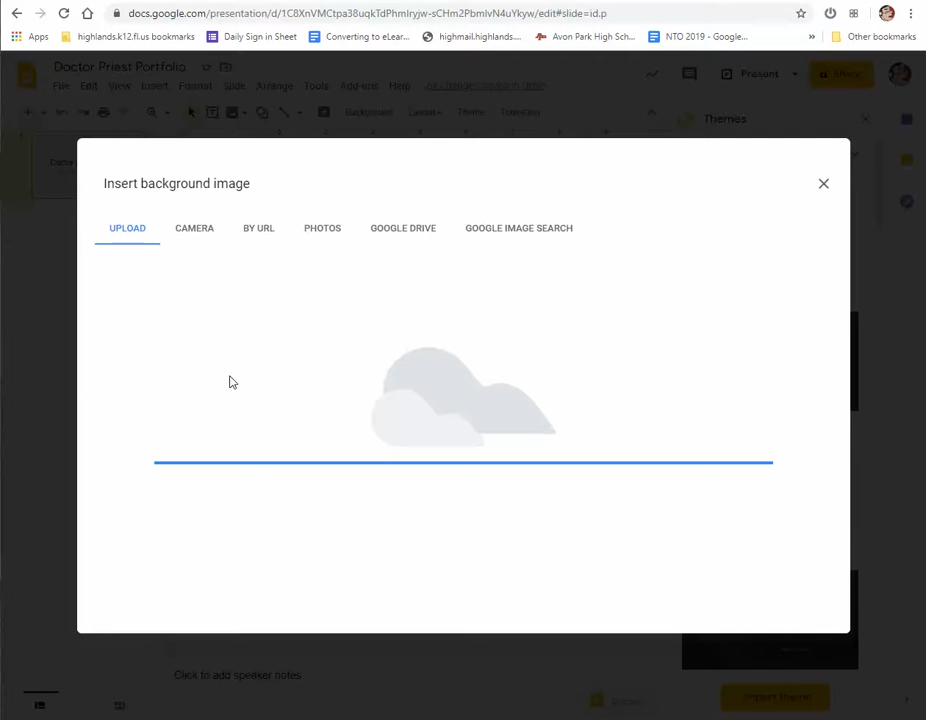 docs.google.com/presentation/d/1C8XnVMCtpa38uqkTdPhmIryjw-sCHm2PbmIvN4uYkyw/edit#slide=id.p
Apps highlands.k12.fl.us bookmarks Daily Sign in Sheet Converting to eLear... highmail.highlands.... Avon Park High Sch... NTO 2019 - Google... » Other bookmarks
Doctor Priest Portfolio
Present
Share
File Edit View Insert Format Slide Arrange Tools Add-ons Help
Background Layout Theme Transition
Themes
Insert background image
UPLOAD CAMERA BY URL PHOTOS GOOGLE DRIVE GOOGLE IMAGE SEARCH
Click to add speaker notes
Import theme